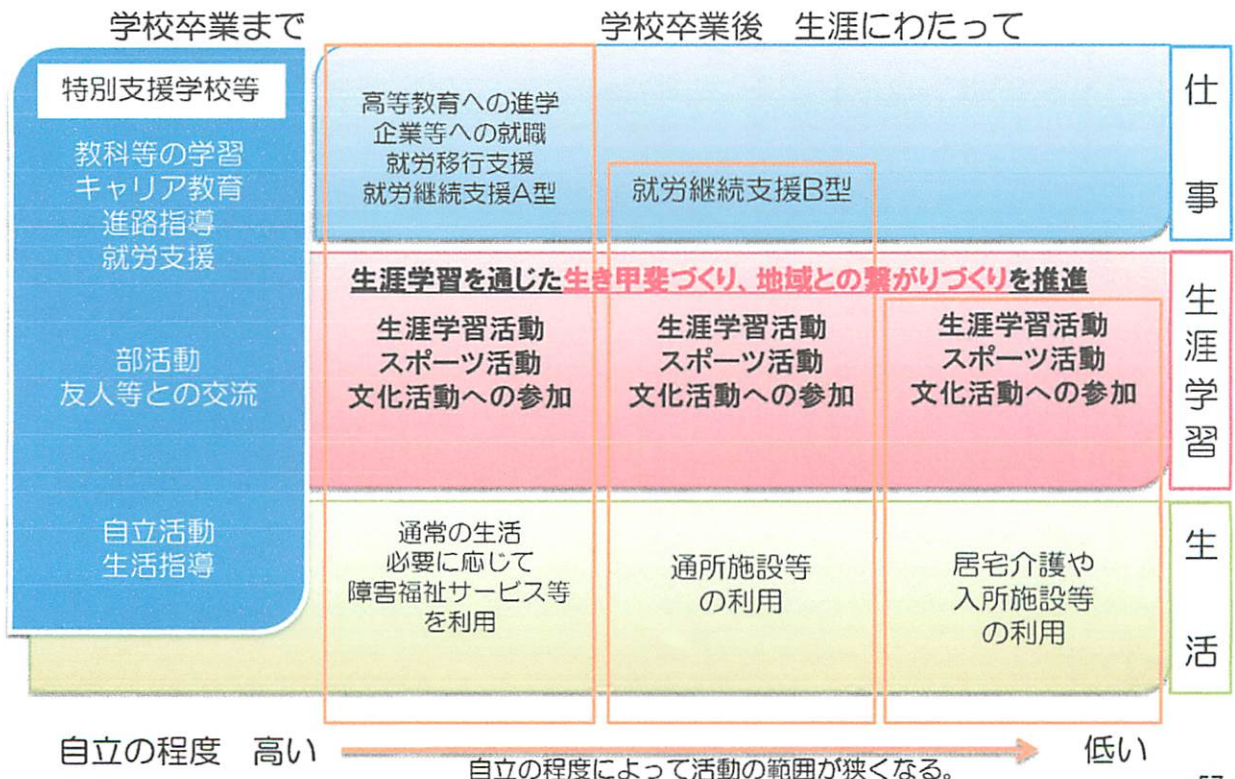 学校卒業まで
学校卒業後　生涯にわたって
特別支援学校等
教科等の学習
キャリア教育
進路指導
就労支援
部活動
友人等との交流
自立活動
生活指導
高等教育への進学
企業等への就職
就労移行支援
就労継続支援A型
就労継続支援B型
仕事
生涯学習を通じた生き甲斐づくり、地域との繋がりづくりを推進
生涯学習活動
スポーツ活動
文化活動への参加
生涯学習活動
スポーツ活動
文化活動への参加
生涯学習活動
スポーツ活動
文化活動への参加
生涯学習
通常の生活
必要に応じて
障害福祉サービス等
を利用
通所施設等
の利用
居宅介護や
入所施設等
の利用
生活
自立の程度　高い
低い
自立の程度によって活動の範囲が狭くなる。